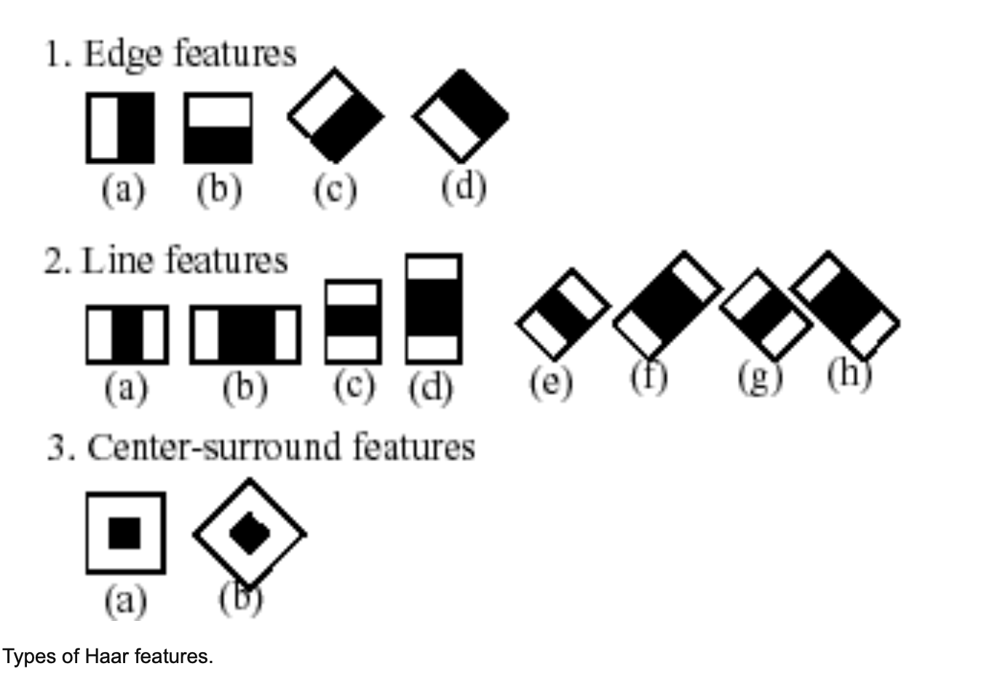 1. Edge features
(a) (b) (c) (d)
2. Line features
(a) (b) (c) (d) (e) (f) (g) (h)
3. Center-surround features
(a) (b)
Types of Haar features.